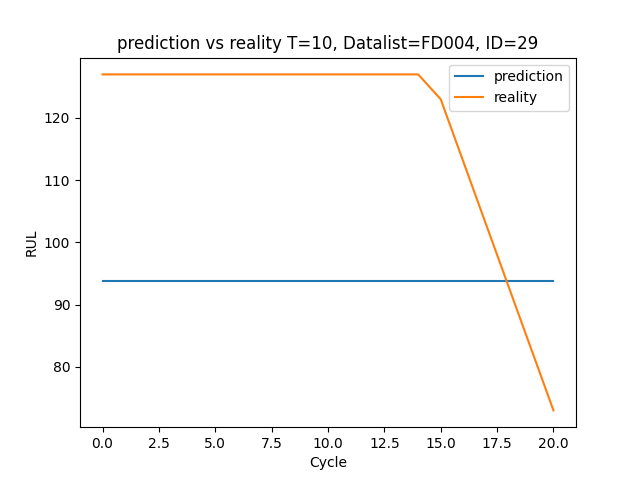 prediction vs reality T=10, Datalist=FD004, ID=29
prediction
reality
RUL
120
110
100
90
80
0.0 2.5 5.0 7.5 10.0 12.5 15.0 17.5 20.0
Cycle